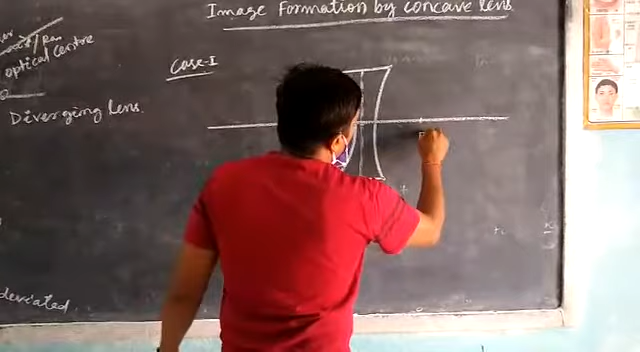 Image Formation by concave lens
optical Centre
Case-I
Diverging Lens
F
deviated